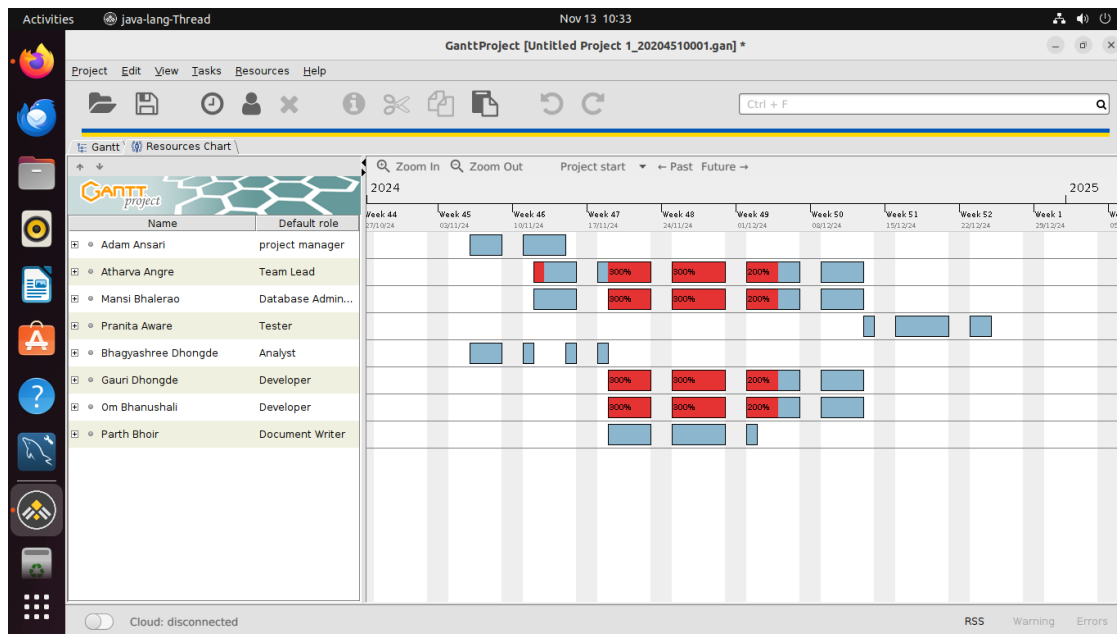 Activities java-lang-Thread Nov 13 10:33
GanttProject [Untitled Project 1_20204510001.gan] *
Project Edit View Tasks Resources Help
Ctrl + F
Gantt Resources Chart
Zoom In Zoom Out Project start ← Past Future →
GANTT project
2024 2025
Name Default role
Week 44 Week 45 Week 46 Week 47 Week 48 Week 49 Week 50 Week 51 Week 52 Week 1
27/10/24 03/11/24 10/11/24 17/11/24 24/11/24 01/12/24 08/12/24 15/12/24 22/12/24 29/12/24
Adam Ansari project manager
Atharva Angre Team Lead 300% 300% 200%
Mansi Bhalerao Database Admin... 300% 300% 200%
Pranita Aware Tester
Bhagyashree Dhongde Analyst
Gauri Dhongde Developer 300% 300% 200%
Om Bhanushali Developer 300% 300% 200%
Parth Bhoir Document Writer
Cloud: disconnected RSS Warning Errors